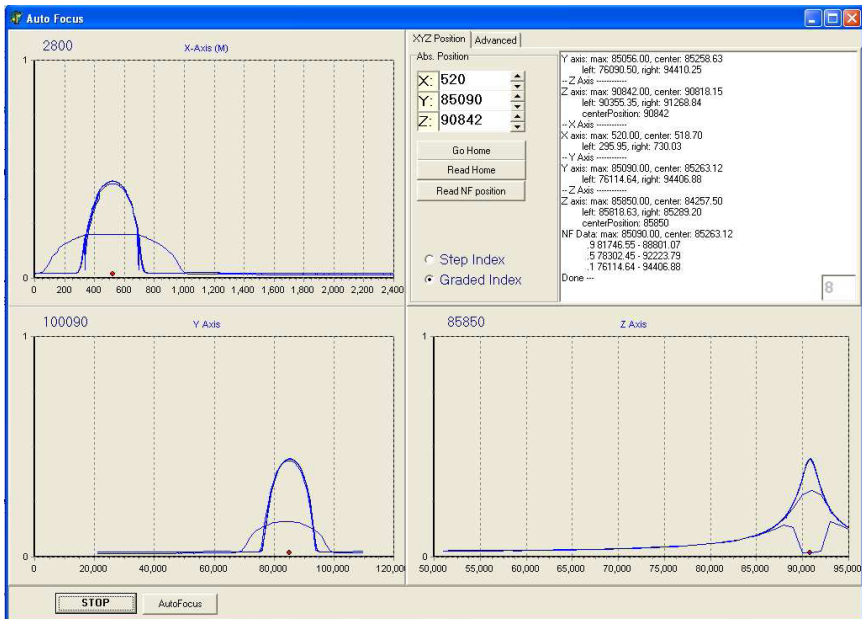 Auto Focus
2800
X-Axis (M)
1
0
0 200 400 600 800 1,000 1,200 1,400 1,600 1,800 2,000 2,200 2,400
XYZ Position Advanced
Abs. Position
X: 520
Y: 85090
Z: 90842
Go Home
Read Home
Read NF position
Step Index
Graded Index
Y axis: max: 85056.00, center: 85258.63
left: 76090.50, right: 94410.25
--Z Axis -----------
Z axis: max: 90842.00, center: 90818.15
left: 90355.35, right: 91268.84
centerPosition: 90842
--X Axis -----------
X axis: max: 520.00, center: 518.70
left: 295.95, right: 730.03
--Y Axis -----------
Y axis: max: 85090.00, center: 85263.12
left: 76114.64, right: 94406.88
--Z Axis -----------
Z axis: max: 85850.00, center: 84257.50
left: 85818.63, right: 85289.20
centerPosition: 85850
NF Data: max: 85090.00, center: 85263.12
.9 81746.55 - 88801.07
.5 78302.45 - 92223.79
.1 76114.64 - 94406.88
Done ---
8
100090
Y Axis
1
0
0 20,000 40,000 60,000 80,000 100,000 120,00
85850
Z Axis
1
0
50,000 55,000 60,000 65,000 70,000 75,000 80,000 85,000 90,000 95,000
STOP
AutoFocus